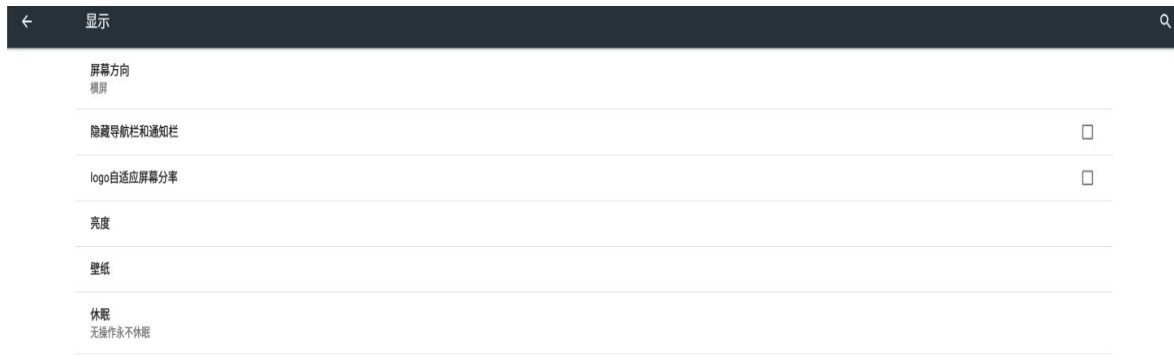 显示
屏幕方向
横屏
隐藏导航栏和通知栏
logo自适应屏幕分率
亮度
壁纸
休眠
无操作永不休眠